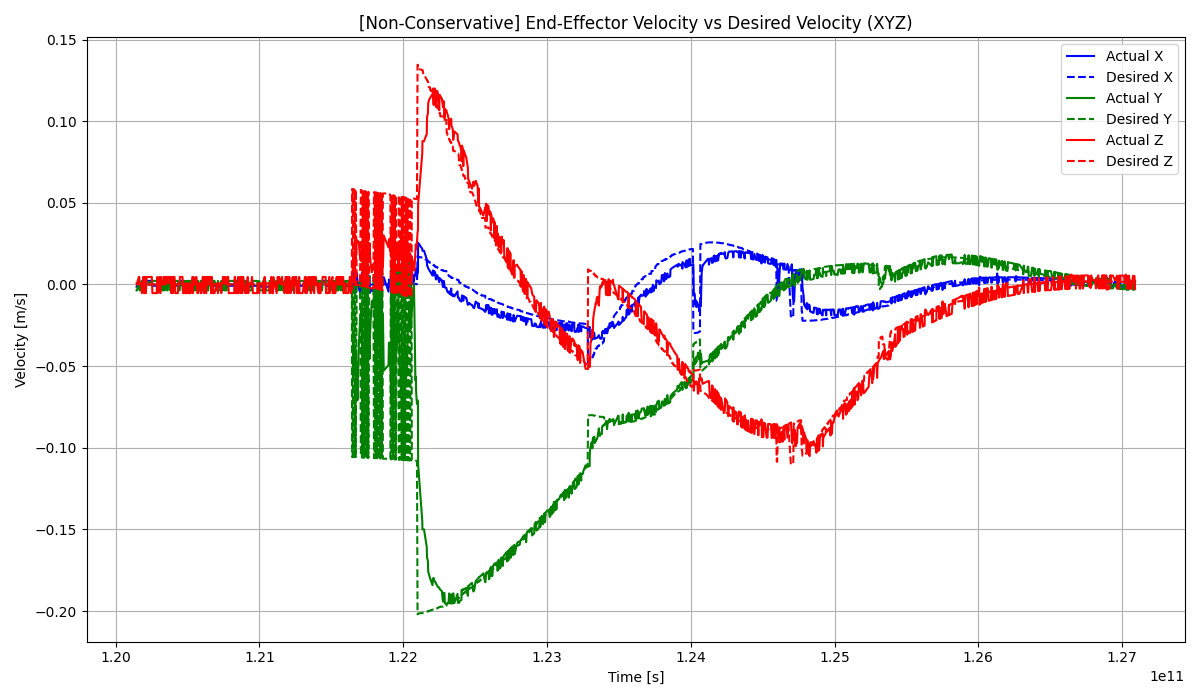 [Non-Conservative] End-Effector Velocity vs Desired Velocity (XYZ)
0.15
0.10
0.05
0.00
−0.05
−0.10
−0.15
−0.20
Velocity [m/s]
Actual X
Desired X
Actual Y
Desired Y
Actual Z
Desired Z
1.20
1.21
1.22
1.23
1.24
1.25
1.26
1.27
1e11
Time [s]